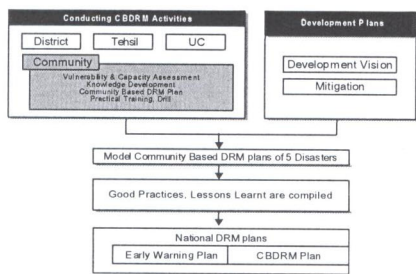 Conducting CBDRM Activities
District Tehsil UC
Community
Vulnerability & Capacity Assessment
Knowledge Development
Community Based DRM Plan
Practical Training, Drill
Development Plans
Development Vision
Mitigation
Model Community Based DRM plans of 5 Disasters
Good Practices, Lessons Learnt are compiled
National DRM plans
Early Warning Plan CBDRM Plan